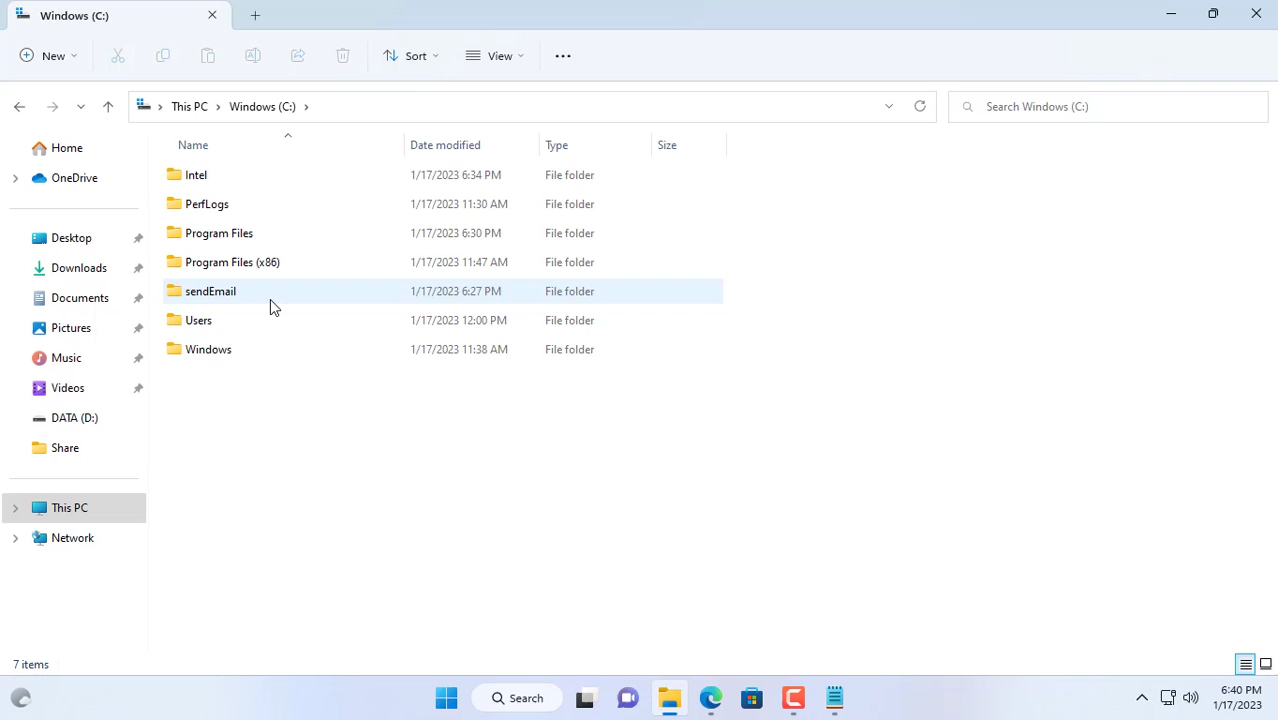 Windows (C:)
New Sort View
This PC Windows (C:) Search Windows (C:)
Name Date modified Type Size
Home
OneDrive
Desktop
Downloads
Documents
Pictures
Music
Videos
DATA (D:)
Share
This PC
Network
Intel 1/17/2023 6:34 PM File folder
PerfLogs 1/17/2023 11:30 AM File folder
Program Files 1/17/2023 6:30 PM File folder
Program Files (x86) 1/17/2023 11:47 AM File folder
sendEmail 1/17/2023 6:27 PM File folder
Users 1/17/2023 12:00 PM File folder
Windows 1/17/2023 11:38 AM File folder
7 items
Search
6:40 PM
1/17/2023